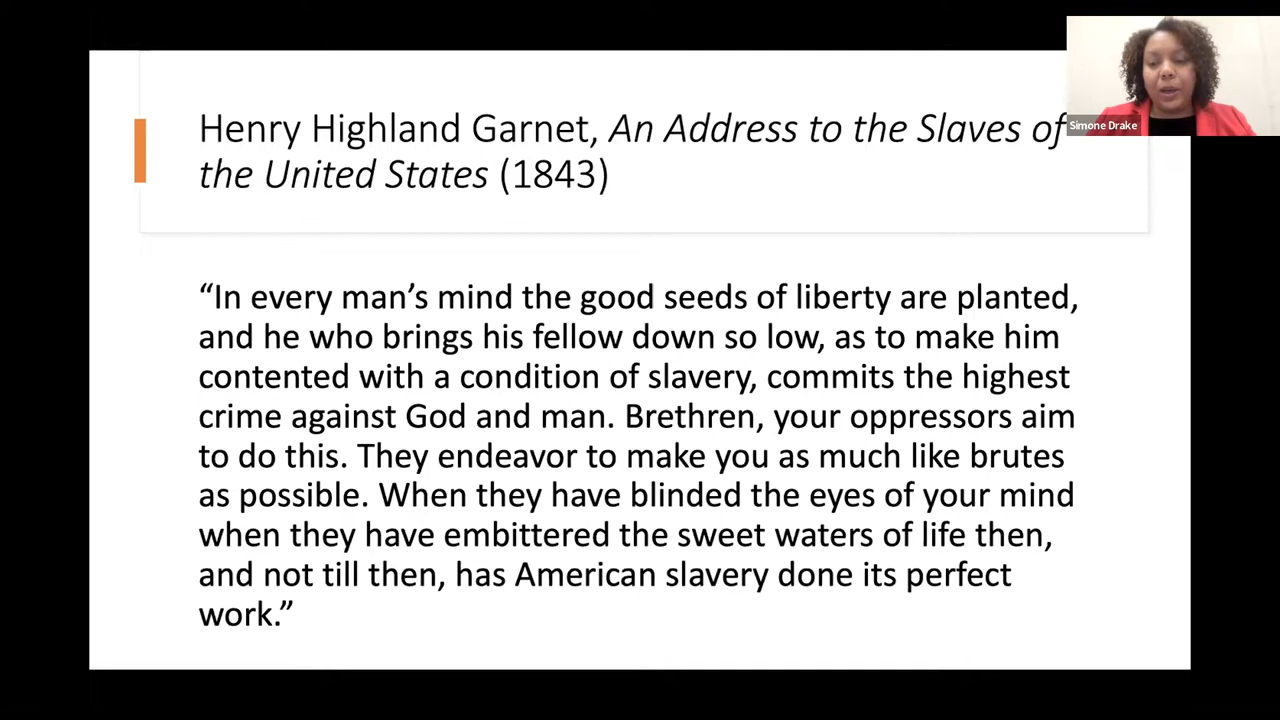 Henry Highland Garnet, An Address to the Slaves of
the United States (1843)
Simone Drake
“In every man’s mind the good seeds of liberty are planted,
and he who brings his fellow down so low, as to make him
contented with a condition of slavery, commits the highest
crime against God and man. Brethren, your oppressors aim
to do this. They endeavor to make you as much like brutes
as possible. When they have blinded the eyes of your mind
when they have embittered the sweet waters of life then,
and not till then, has American slavery done its perfect
work.”